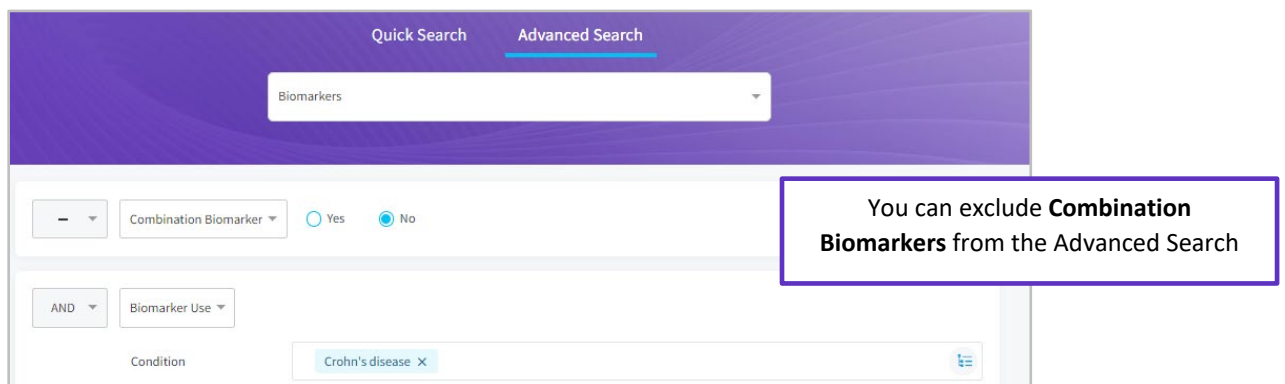 Quick Search Advanced Search
Biomarkers
– Combination Biomarker Yes No
You can exclude Combination
Biomarkers from the Advanced Search
AND Biomarker Use
Condition Crohn's disease ×